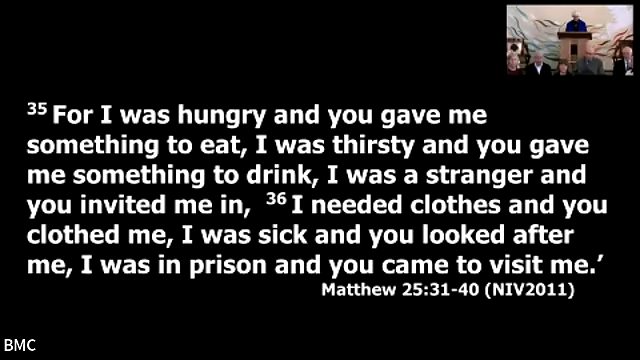 35 For I was hungry and you gave me
something to eat, I was thirsty and you gave
me something to drink, I was a stranger and
you invited me in, 36 I needed clothes and you
clothed me, I was sick and you looked after
me, I was in prison and you came to visit me.’
Matthew 25:31-40 (NIV2011)
BMC